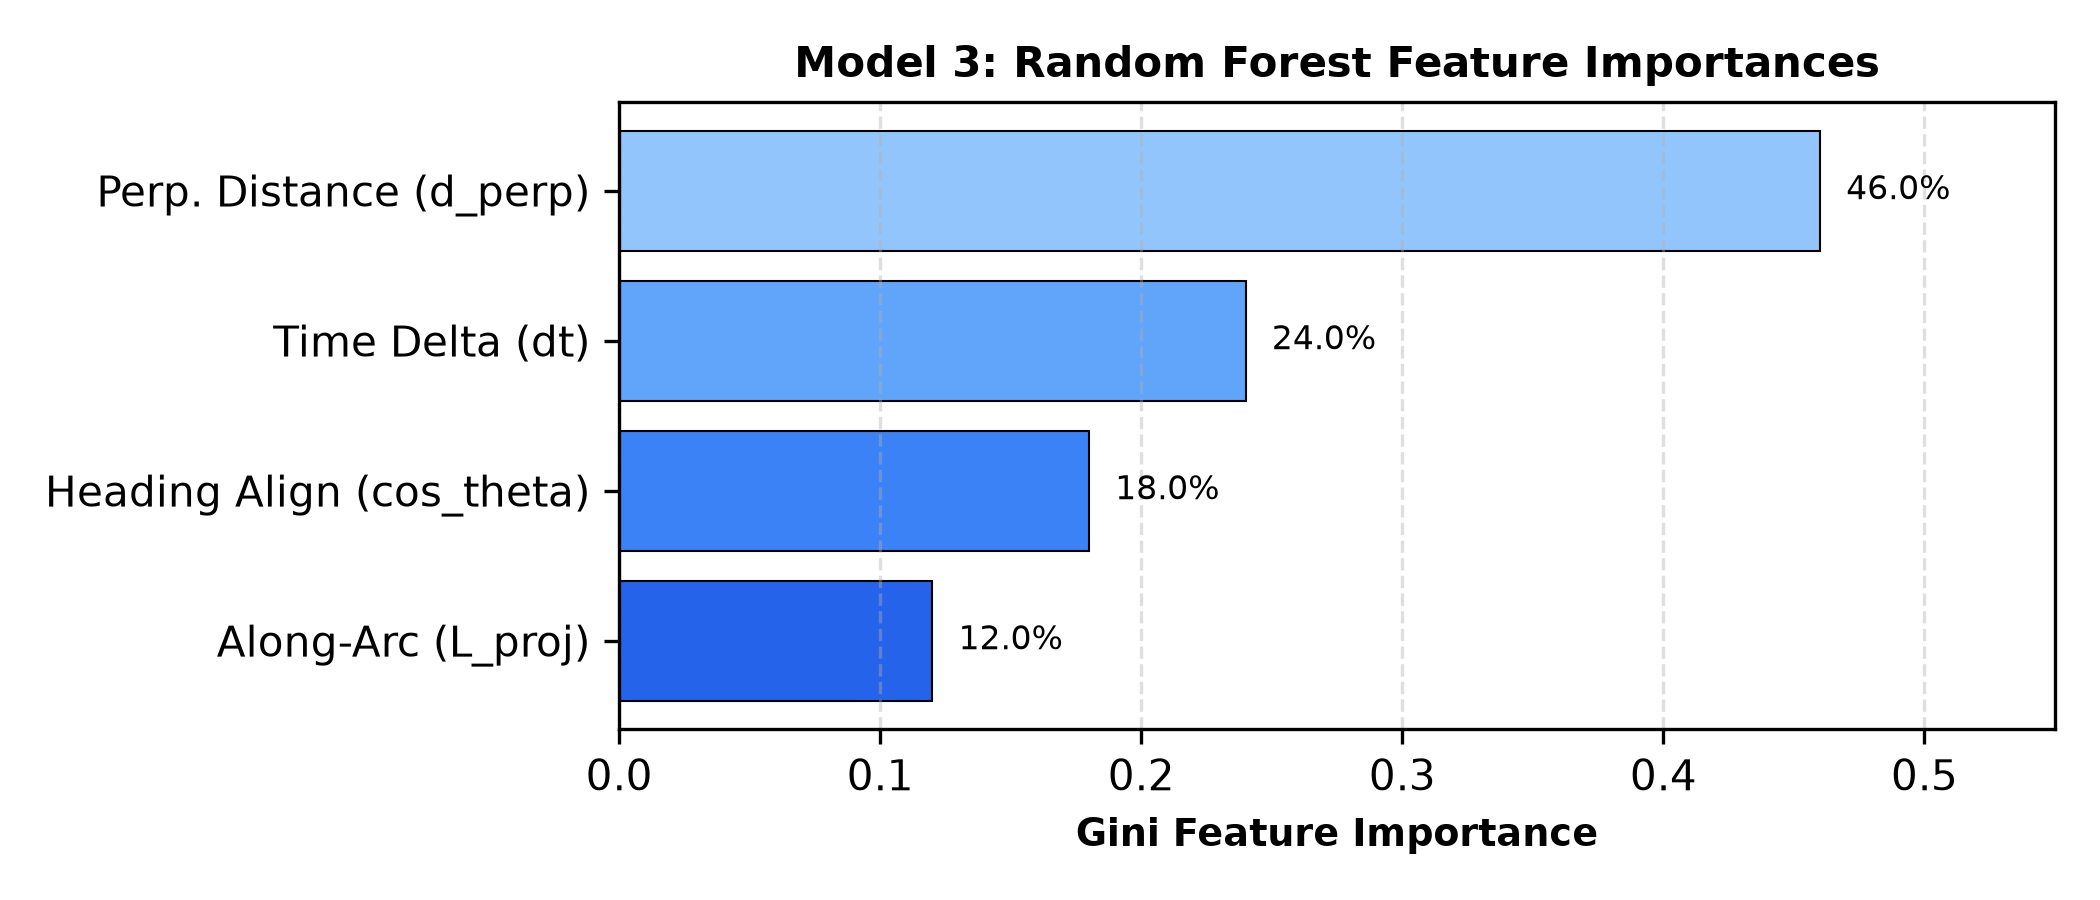 Model 3: Random Forest Feature Importances
Perp. Distance (d_perp)
46.0%
Time Delta (dt)
24.0%
Heading Align (cos_theta)
18.0%
Along-Arc (L_proj)
12.0%
0.0 0.1 0.2 0.3 0.4 0.5
Gini Feature Importance